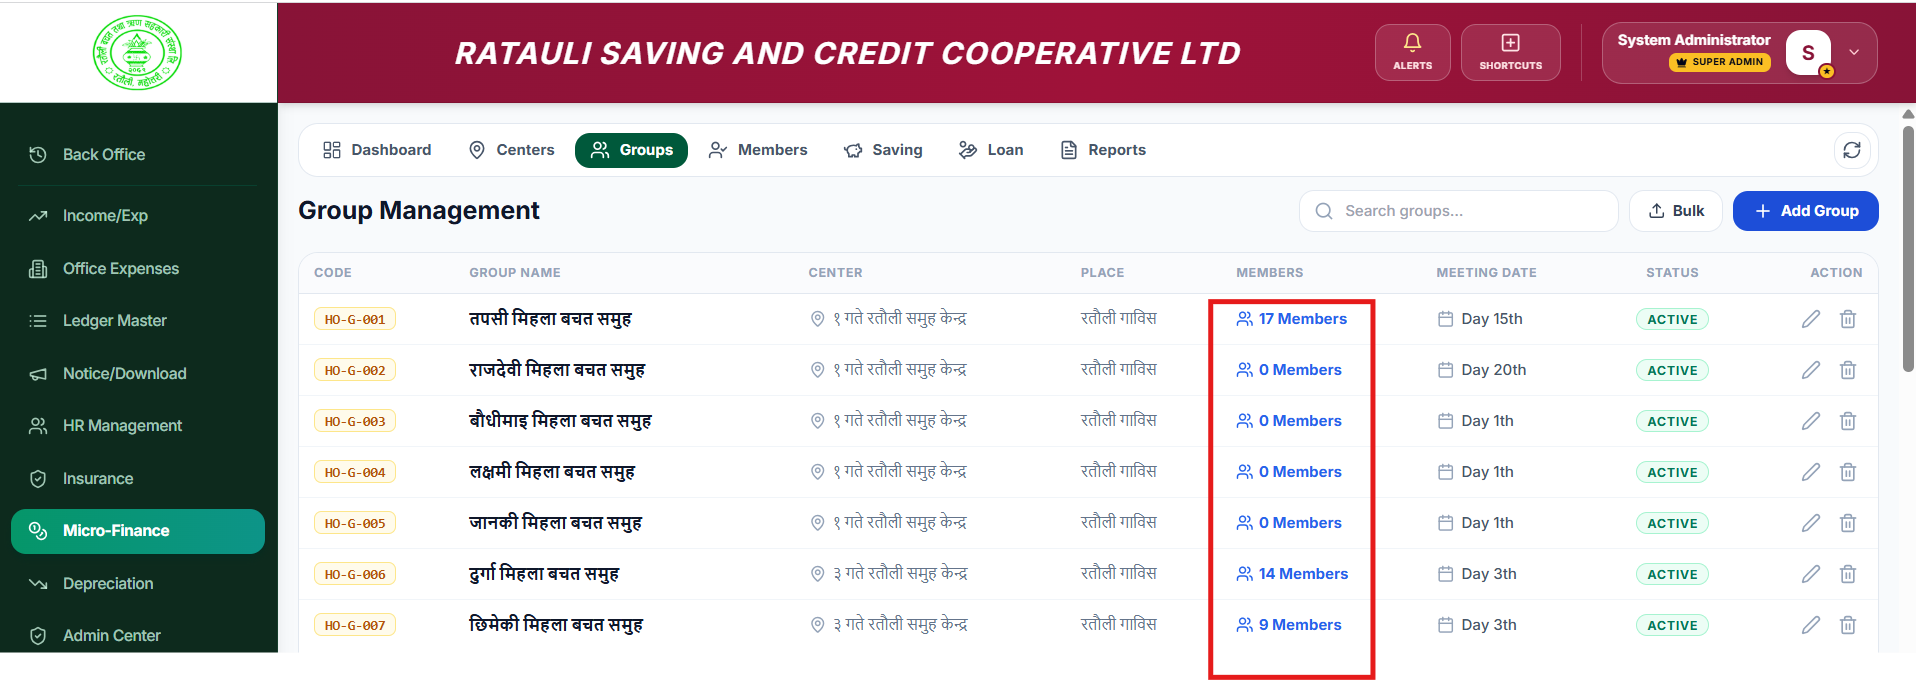 RATAULI SAVING AND CREDIT COOPERATIVE LTD
ALERTS
SHORTCUTS
System Administrator
SUPER ADMIN
S
Back Office
Income/Exp
Office Expenses
Ledger Master
Notice/Download
HR Management
Insurance
Micro-Finance
Depreciation
Admin Center
Dashboard Centers Groups Members Saving Loan Reports
Group Management
Search groups...
Bulk
Add Group
CODE GROUP NAME CENTER PLACE MEMBERS MEETING DATE STATUS ACTION
HO-G-001 तपसी मिहला बचत समुह १ गते रतौली समुह केन्द्र रतौली गाविस 17 Members Day 15th ACTIVE
HO-G-002 राजदेवी मिहला बचत समुह १ गते रतौली समुह केन्द्र रतौली गाविस 0 Members Day 20th ACTIVE
HO-G-003 बौधीमाइ मिहला बचत समुह १ गते रतौली समुह केन्द्र रतौली गाविस 0 Members Day 1th ACTIVE
HO-G-004 लक्षमी मिहला बचत समुह १ गते रतौली समुह केन्द्र रतौली गाविस 0 Members Day 1th ACTIVE
HO-G-005 जानकी मिहला बचत समुह १ गते रतौली समुह केन्द्र रतौली गाविस 0 Members Day 1th ACTIVE
HO-G-006 दुर्गा मिहला बचत समुह ३ गते रतौली समुह केन्द्र रतौली गाविस 14 Members Day 3th ACTIVE
HO-G-007 छिमेकी मिहला बचत समुह ३ गते रतौली समुह केन्द्र रतौली गाविस 9 Members Day 3th ACTIVE